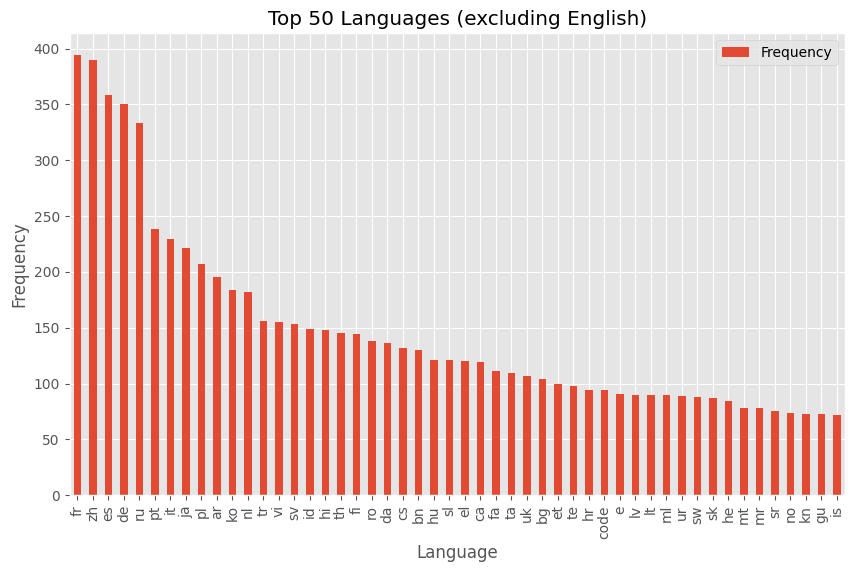 Top 50 Languages (excluding English)
Frequency
400
350
300
250
200
150
100
50
0
Frequency
fr zh es de ru pt it ja pl ar ko nl tr vi sv id hi th fi ro da cs bn hu sl el ca fa ta uk bg et te hr code e lv lt ml ur sw sk he mt mr sr no kn gu is
Language